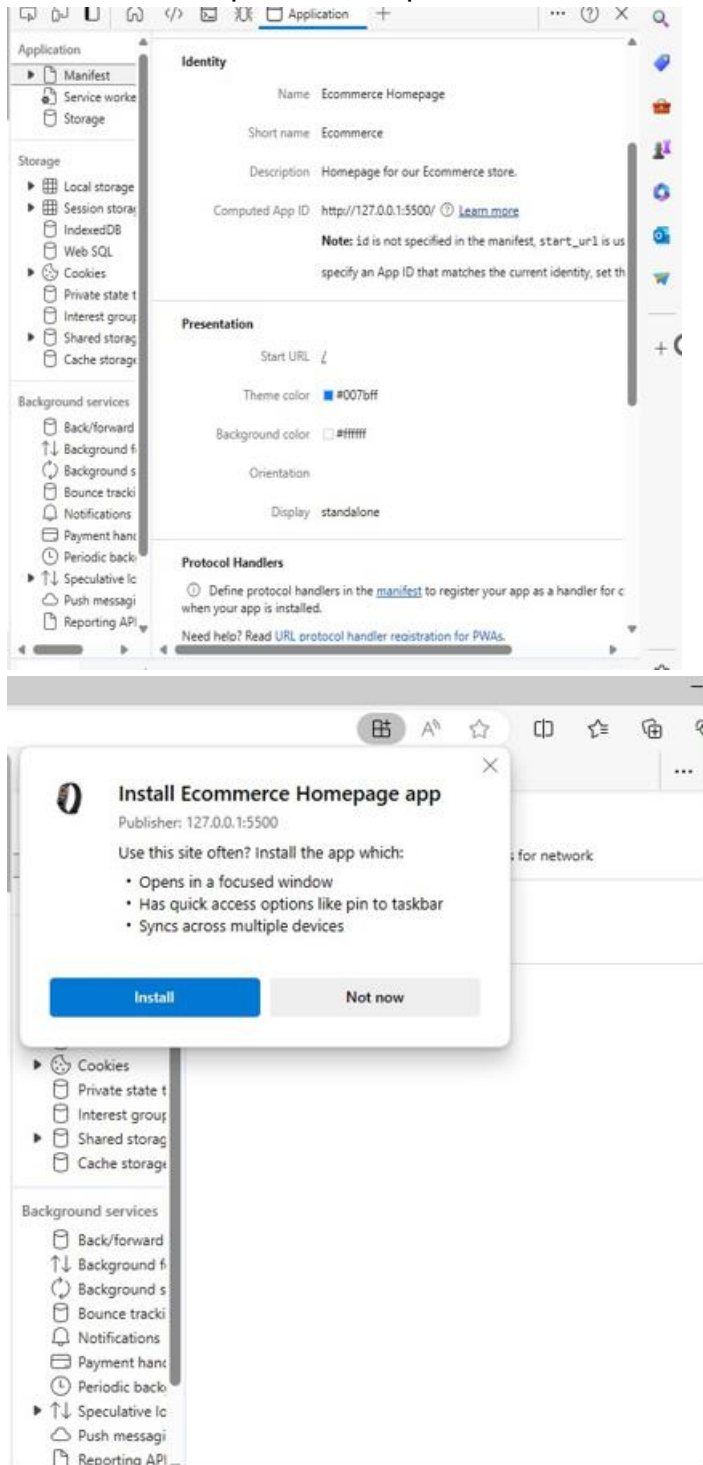 Application
Application
Manifest
Service worke
Storage
Storage
Local storage
Session storag
IndexedDB
Web SQL
Cookies
Private state t
Interest group
Shared storag
Cache storage
Background services
Back/forward
Background f
Background s
Bounce tracki
Notifications
Payment hand
Periodic back
Speculative lo
Push messagi
Reporting API
Identity
Name Ecommerce Homepage
Short name Ecommerce
Description Homepage for our Ecommerce store.
Computed App ID http://127.0.0.1:5500/ Learn more
Note: id is not specified in the manifest, start_url is us
specify an App ID that matches the current identity, set th
Presentation
Start URL /
Theme color #007bff
Background color #ffffff
Orientation
Display standalone
Protocol Handlers
Define protocol handlers in the manifest to register your app as a handler for c
when your app is installed.
Need help? Read URL protocol handler registration for PWAs.
Install Ecommerce Homepage app
Publisher: 127.0.0.1:5500
Use this site often? Install the app which:
• Opens in a focused window
• Has quick access options like pin to taskbar
• Syncs across multiple devices
Install Not now
for network
Cookies
Private state t
Interest group
Shared storag
Cache storage
Background services
Back/forward
Background f
Background s
Bounce tracki
Notifications
Payment hand
Periodic back
Speculative lo
Push messagi
Reporting API